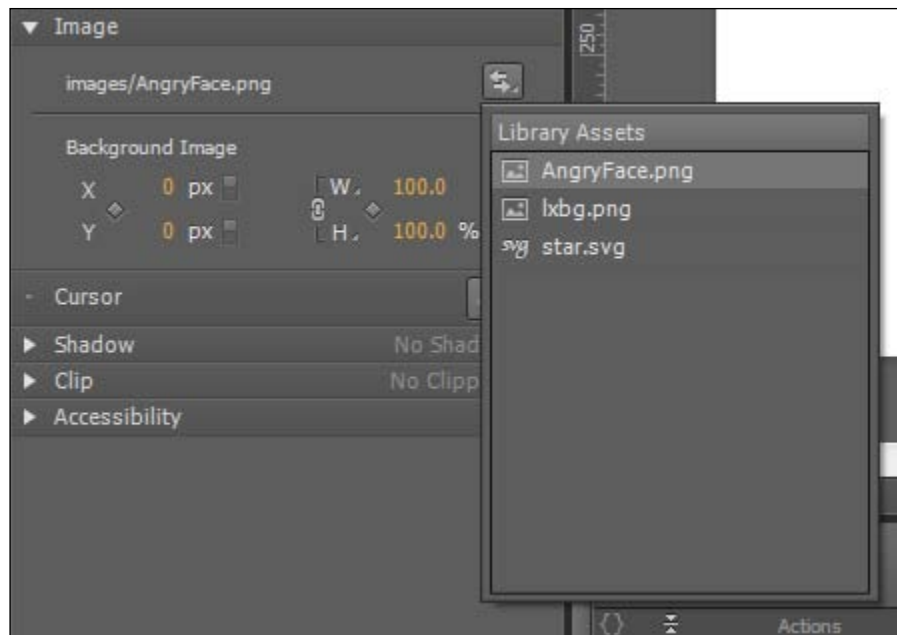 Image
images/AngryFace.png
Background Image
X 0 px W 100.0
Y 0 px H 100.0 %
Cursor
Shadow No Shad
Clip No Clipp
Accessibility
250
Library Assets
AngryFace.png
lxbg.png
svg star.svg
{} Actions